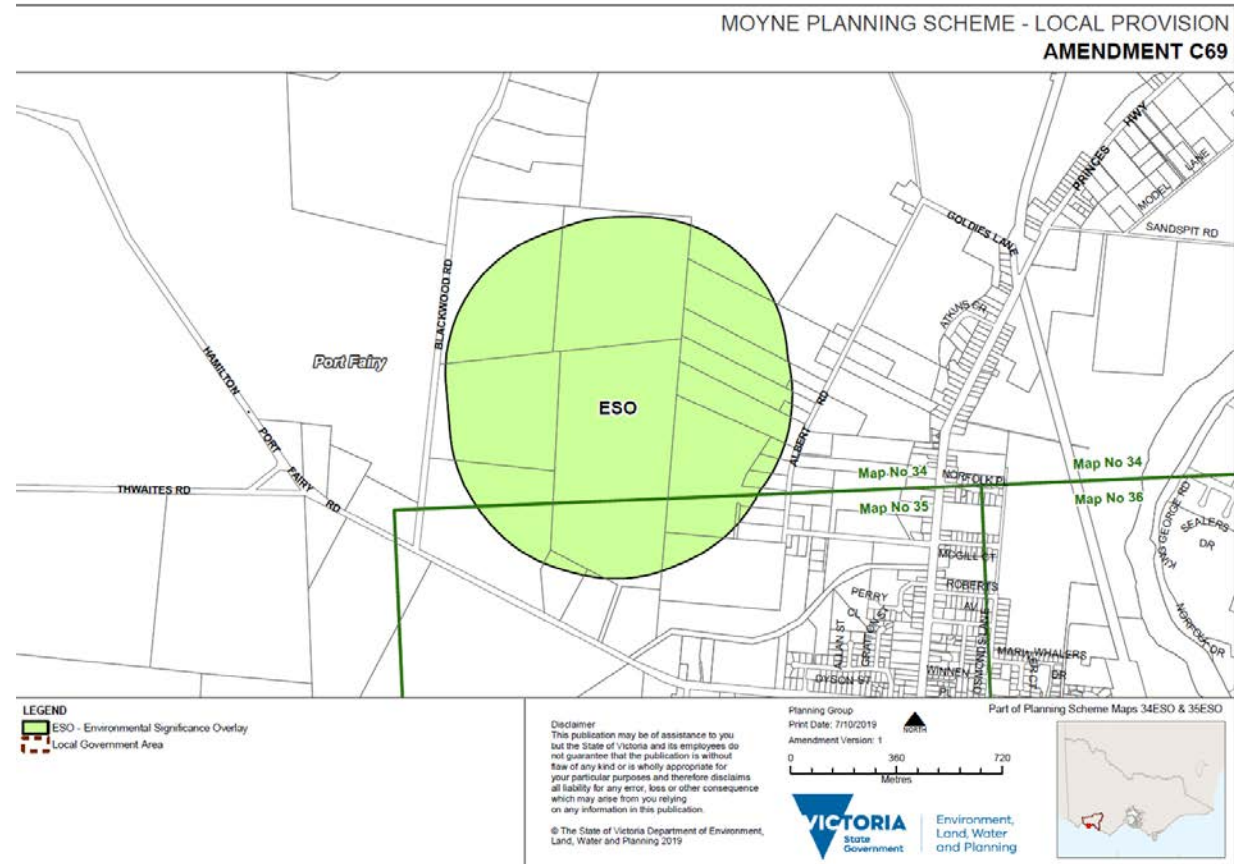 MOYNE PLANNING SCHEME - LOCAL PROVISION
AMENDMENT C69
PRINCES HWY
MODEL LANE
SANDSPIT RD
GOLDIES LANE
BLACKWOOD RD
ATKINS CR
HAMILTON - PORT FAIRY RD
Port Fairy
ESO
ALBERT RD
THWAITES RD
Map No 34
Map No 34
NORFOLK PL
Map No 35
Map No 36
KING GEORGE RD
SEALERS DR
MCGILL CT
ROBERTS AV
PERRY CL
ALLAN ST
GRATTON ST
OSMONDS LANE
NORFOLK DR
WHALERS DR
WINNEN PL
DYSON ST
LEGEND
ESO - Environmental Significance Overlay
Local Government Area
Disclaimer
This publication may be of assistance to you
but the State of Victoria and its employees do
not guarantee that the publication is without
flaw of any kind or is wholly appropriate for
your particular purposes and therefore disclaims
all liability for any error, loss or other consequence
which may arise from you relying
on any information in this publication.
© The State of Victoria Department of Environment,
Land, Water and Planning 2019
Planning Group
Print Date: 7/10/2019
Amendment Version: 1
NORTH
0 360 720
Metres
VICTORIA
State
Government
Environment,
Land, Water
and Planning
Part of Planning Scheme Maps 34ESO & 35ESO